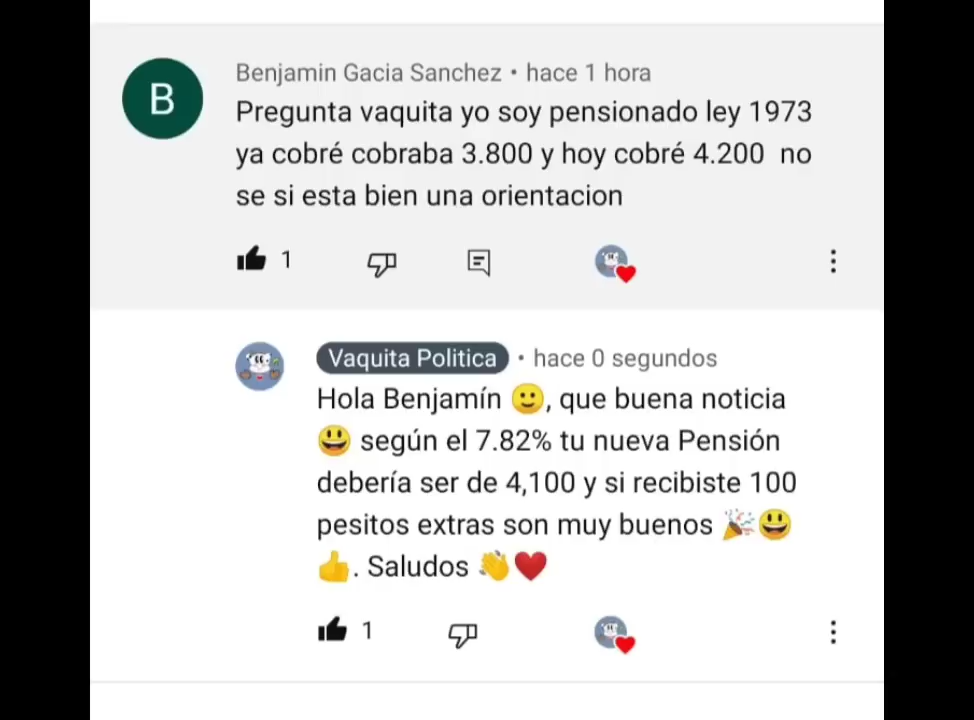 B
Benjamin Gacia Sanchez • hace 1 hora
Pregunta vaquita yo soy pensionado ley 1973
ya cobré cobraba 3.800 y hoy cobré 4.200 no
se si esta bien una orientacion
1
Vaquita Politica • hace 0 segundos
Hola Benjamín 🙂, que buena noticia
😃 según el 7.82% tu nueva Pensión
debería ser de 4,100 y si recibiste 100
pesitos extras son muy buenos 🎉😃
👍. Saludos 👏❤️
1